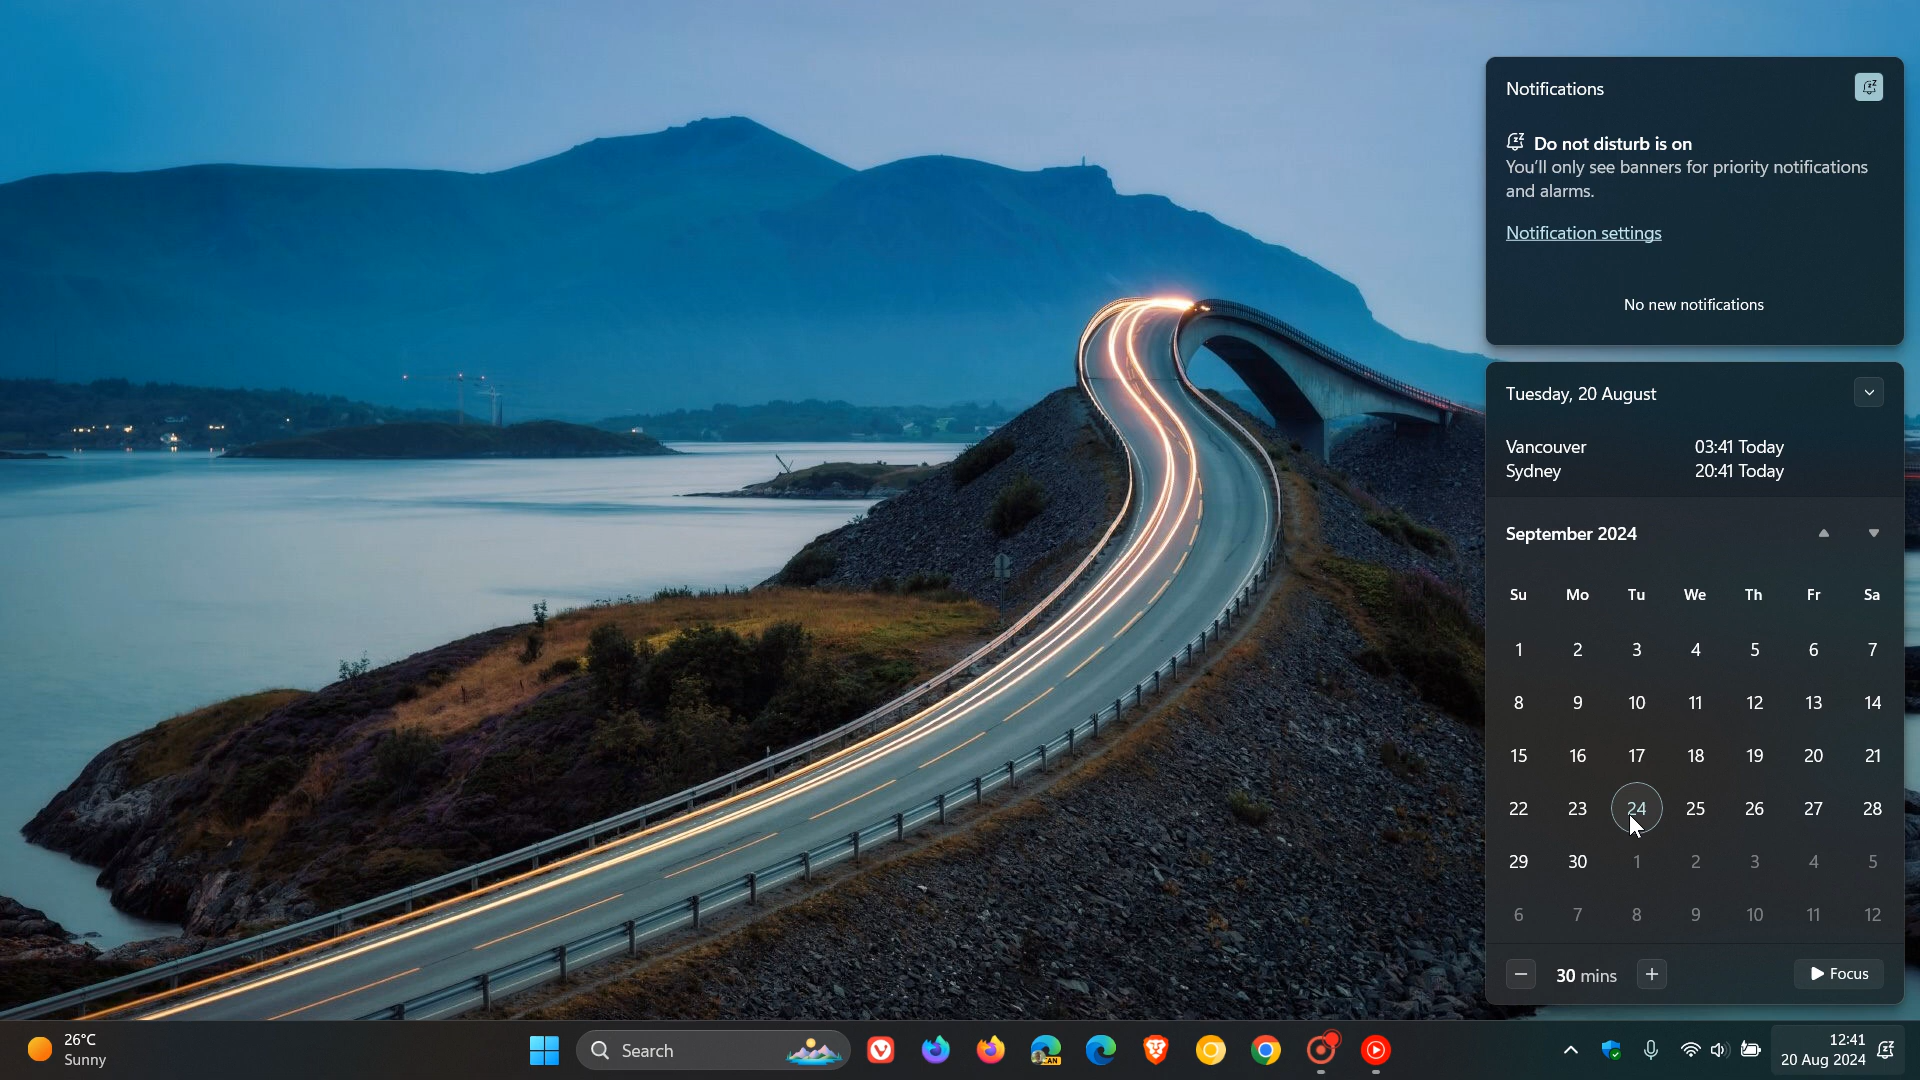 Notifications
Do not disturb is on
You'll only see banners for priority notifications
and alarms.
Notification settings
No new notifications
Tuesday, 20 August
Vancouver 03:41 Today
Sydney 20:41 Today
September 2024
Su Mo Tu We Th Fr Sa
1 2 3 4 5 6 7
8 9 10 11 12 13 14
15 16 17 18 19 20 21
22 23 24 25 26 27 28
29 30 1 2 3 4 5
6 7 8 9 10 11 12
30 mins Focus
26°C
Sunny
Search
CAN
12:41
20 Aug 2024